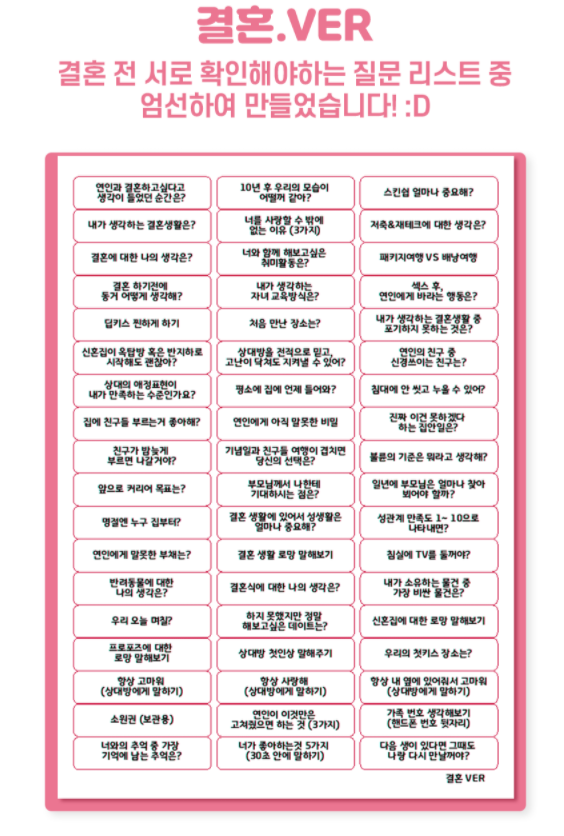 결혼.VER
결혼 전 서로 확인해야하는 질문 리스트 중
엄선하여 만들었습니다! :D
연인과 결혼하고싶다고
생각이 들었던 순간은?
10년 후 우리의 모습이
어떨꺼 같아?
스킨쉽 얼마나 중요해?
내가 생각하는 결혼생활은?
너를 사랑할 수 밖에
없는 이유 (3가지)
저축&재테크에 대한 생각은?
결혼에 대한 나의 생각은?
너와 함께 해보고싶은
취미활동은?
패키지여행 VS 배낭여행
결혼 하기전에
동거 어떻게 생각해?
내가 생각하는
자녀 교육방식은?
섹스 후,
연인에게 바라는 행동은?
딥키스 찐하게 하기
처음 만난 장소는?
내가 생각하는 결혼생활 중
포기하지 못하는 것은?
신혼집이 옥탑방 혹은 반지하로
시작해도 괜찮아?
상대방을 전적으로 믿고,
고난이 닥쳐도 지켜낼 수 있어?
연인의 친구 중
신경쓰이는 친구는?
상대의 애정표현이
내가 만족하는 수준인가요?
평소에 집에 언제 들어와?
침대에 안 씻고 누울 수 있어?
집에 친구들 부르는거 좋아해?
연인에게 아직 말못한 비밀
진짜 이건 못하겠다
하는 집안일은?
친구가 밤늦게
부르면 나갈거야?
기념일과 친구들 여행이 겹치면
당신의 선택은?
불륜의 기준은 뭐라고 생각해?
앞으로 커리어 목표는?
부모님께서 나한테
기대하시는 점은?
일년에 부모님은 얼마나 찾아
뵈어야 할까?
명절엔 누구 집부터?
결혼 생활에 있어서 성생활은
얼마나 중요해?
성관계 만족도 1~ 10으로
나타내면?
연인에게 말못한 부채는?
결혼 생활 로망 말해보기
침실에 TV를 둘꺼야?
반려동물에 대한
나의 생각은?
결혼식에 대한 나의 생각은?
내가 소유하는 물건 중
가장 비싼 물건은?
우리 오늘 며칠?
하지 못했지만 정말
해보고싶은 데이트는?
신혼집에 대한 로망 말해보기
프로포즈에 대한
로망 말해보기
상대방 첫인상 말해주기
우리의 첫키스 장소는?
항상 고마워
(상대방에게 말하기)
항상 사랑해
(상대방에게 말하기)
항상 내 옆에 있어줘서 고마워
(상대방에게 말하기)
소원권 (보관용)
연인이 이것만은
고쳐줬으면 하는 것 (3가지)
가족 번호 생각해보기
(핸드폰 번호 뒷자리)
너와의 추억 중 가장
기억에 남는 추억은?
너가 좋아하는것 5가지
(30초 안에 말하기)
다음 생이 있다면 그때도
나랑 다시 만날꺼야?
결혼 VER